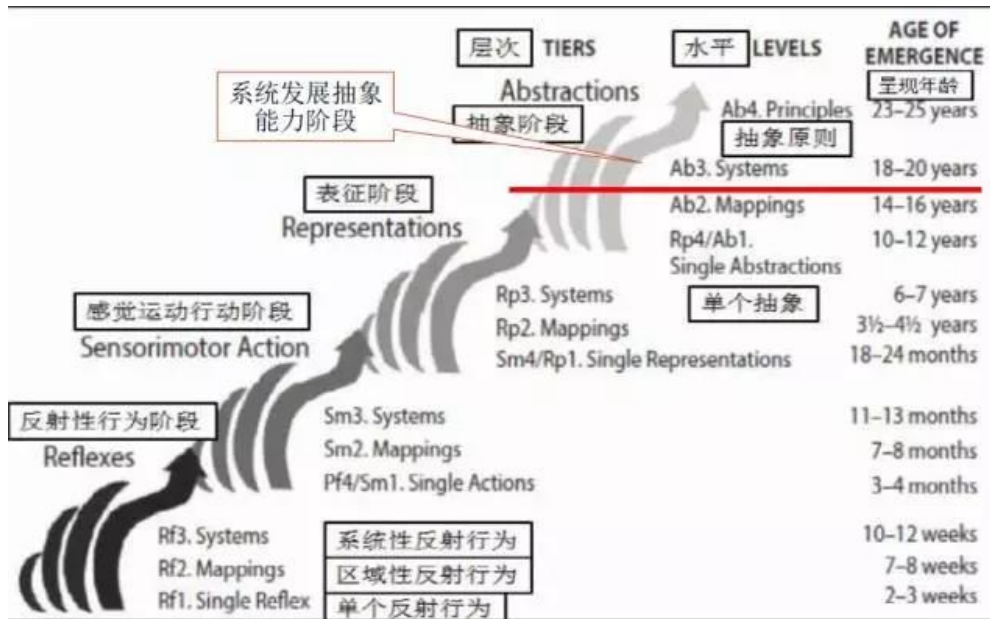 层次 TIERS
水平 LEVELS
AGE OF
EMERGENCE
呈现年龄
系统发展抽象
能力阶段
Abstractions
抽象阶段
Ab4. Principles 23–25 years
抽象原则
Ab3. Systems 18–20 years
表征阶段
Representations
Ab2. Mappings 14–16 years
Rp4/Ab1. 10–12 years
Single Abstractions
单个抽象
Rp3. Systems 6–7 years
Rp2. Mappings 3½–4½ years
Sm4/Rp1. Single Representations 18–24 months
感觉运动行动阶段
Sensorimotor Action
反射性行为阶段
Reflexes
Sm3. Systems 11–13 months
Sm2. Mappings 7–8 months
Pf4/Sm1. Single Actions 3–4 months
Rf3. Systems 系统性反射行为 10–12 weeks
Rf2. Mappings 区域性反射行为 7–8 weeks
Rf1. Single Reflex 单个反射行为 2–3 weeks